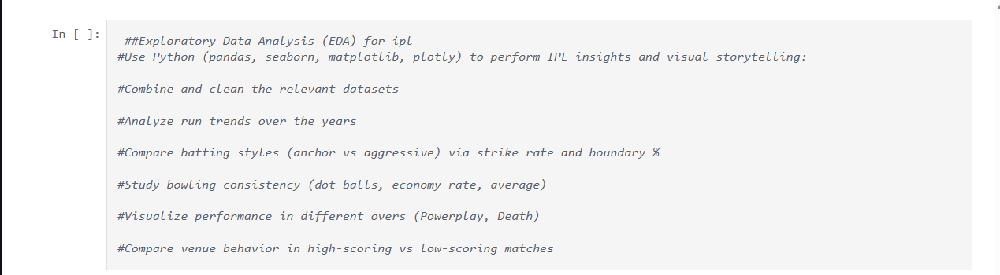 In [ ]:
##Exploratory Data Analysis (EDA) for ipl
#Use Python (pandas, seaborn, matplotlib, plotly) to perform IPL insights and visual storytelling:
#Combine and clean the relevant datasets
#Analyze run trends over the years
#Compare batting styles (anchor vs aggressive) via strike rate and boundary %
#Study bowling consistency (dot balls, economy rate, average)
#Visualize performance in different overs (Powerplay, Death)
#Compare venue behavior in high-scoring vs low-scoring matches